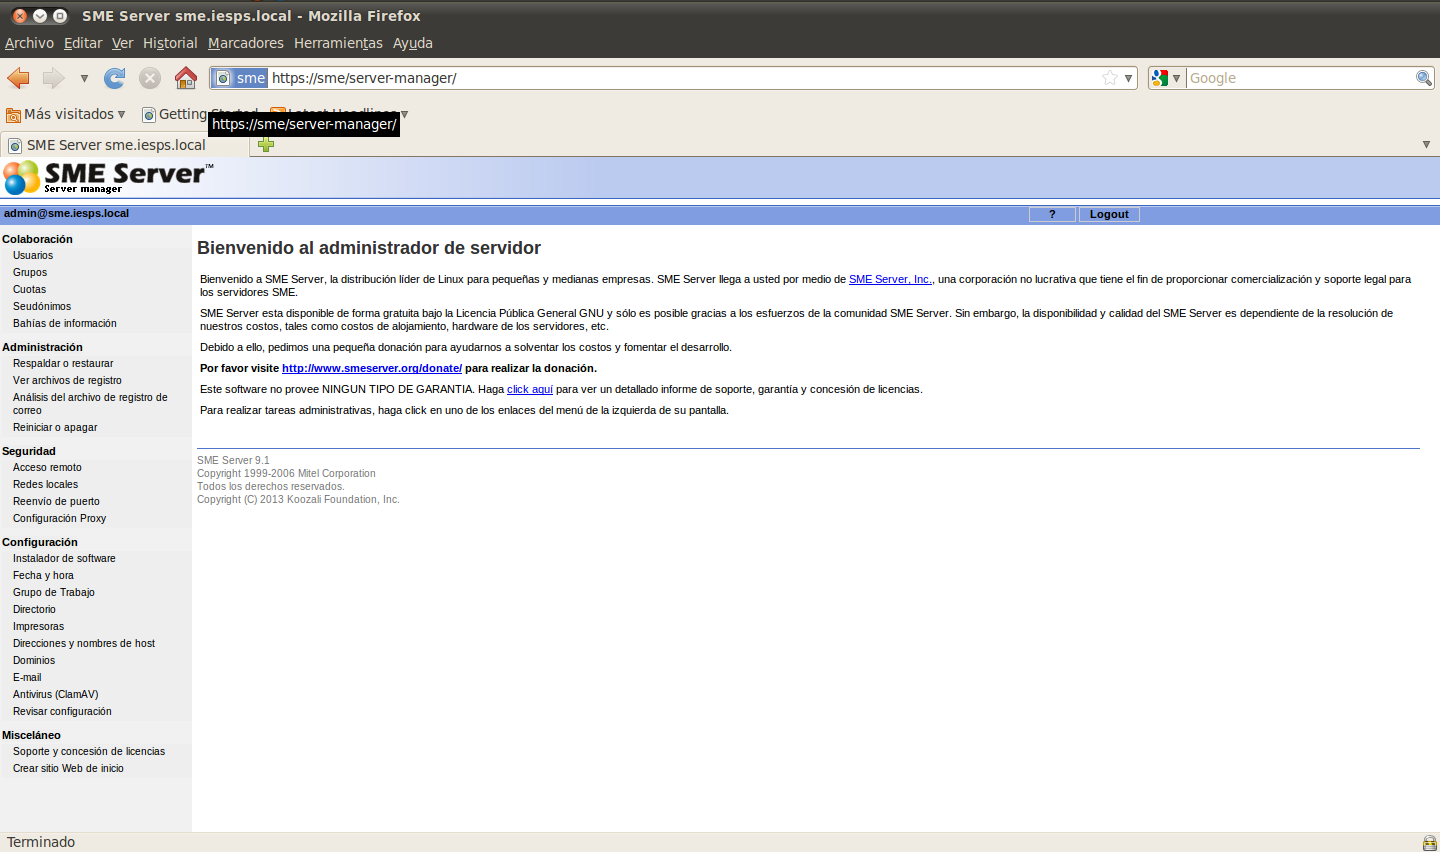 SME Server sme.iesps.local - Mozilla Firefox
Archivo Editar Ver Historial Marcadores Herramientas Ayuda
sme https://sme/server-manager/
Google
Más visitados Getting Started Latest Headlines
https://sme/server-manager/
SME Server sme.iesps.local
SME Server™
Server manager
admin@sme.iesps.local ? Logout
Colaboración
Usuarios
Grupos
Cuotas
Seudónimos
Bahías de información
Administración
Respaldar o restaurar
Ver archivos de registro
Análisis del archivo de registro de
correo
Reiniciar o apagar
Seguridad
Acceso remoto
Redes locales
Reenvío de puerto
Configuración Proxy
Configuración
Instalador de software
Fecha y hora
Grupo de Trabajo
Directorio
Impresoras
Direcciones y nombres de host
Dominios
E-mail
Antivirus (ClamAV)
Revisar configuración
Misceláneo
Soporte y concesión de licencias
Crear sitio Web de inicio
Bienvenido al administrador de servidor
Bienvenido a SME Server, la distribución líder de Linux para pequeñas y medianas empresas. SME Server llega a usted por medio de SME Server, Inc., una corporación no lucrativa que tiene el fin de proporcionar comercialización y soporte legal para
los servidores SME.
SME Server esta disponible de forma gratuita bajo la Licencia Pública General GNU y sólo es posible gracias a los esfuerzos de la comunidad SME Server. Sin embargo, la disponibilidad y calidad del SME Server es dependiente de la resolución de
nuestros costos, tales como costos de alojamiento, hardware de los servidores, etc.
Debido a ello, pedimos una pequeña donación para ayudarnos a solventar los costos y fomentar el desarrollo.
Por favor visite http://www.smeserver.org/donate/ para realizar la donación.
Este software no provee NINGUN TIPO DE GARANTIA. Haga click aquí para ver un detallado informe de soporte, garantía y concesión de licencias.
Para realizar tareas administrativas, haga click en uno de los enlaces del menú de la izquierda de su pantalla.
SME Server 9.1
Copyright 1999-2006 Mitel Corporation
Todos los derechos reservados.
Copyright (C) 2013 Koozali Foundation, Inc.
Terminado